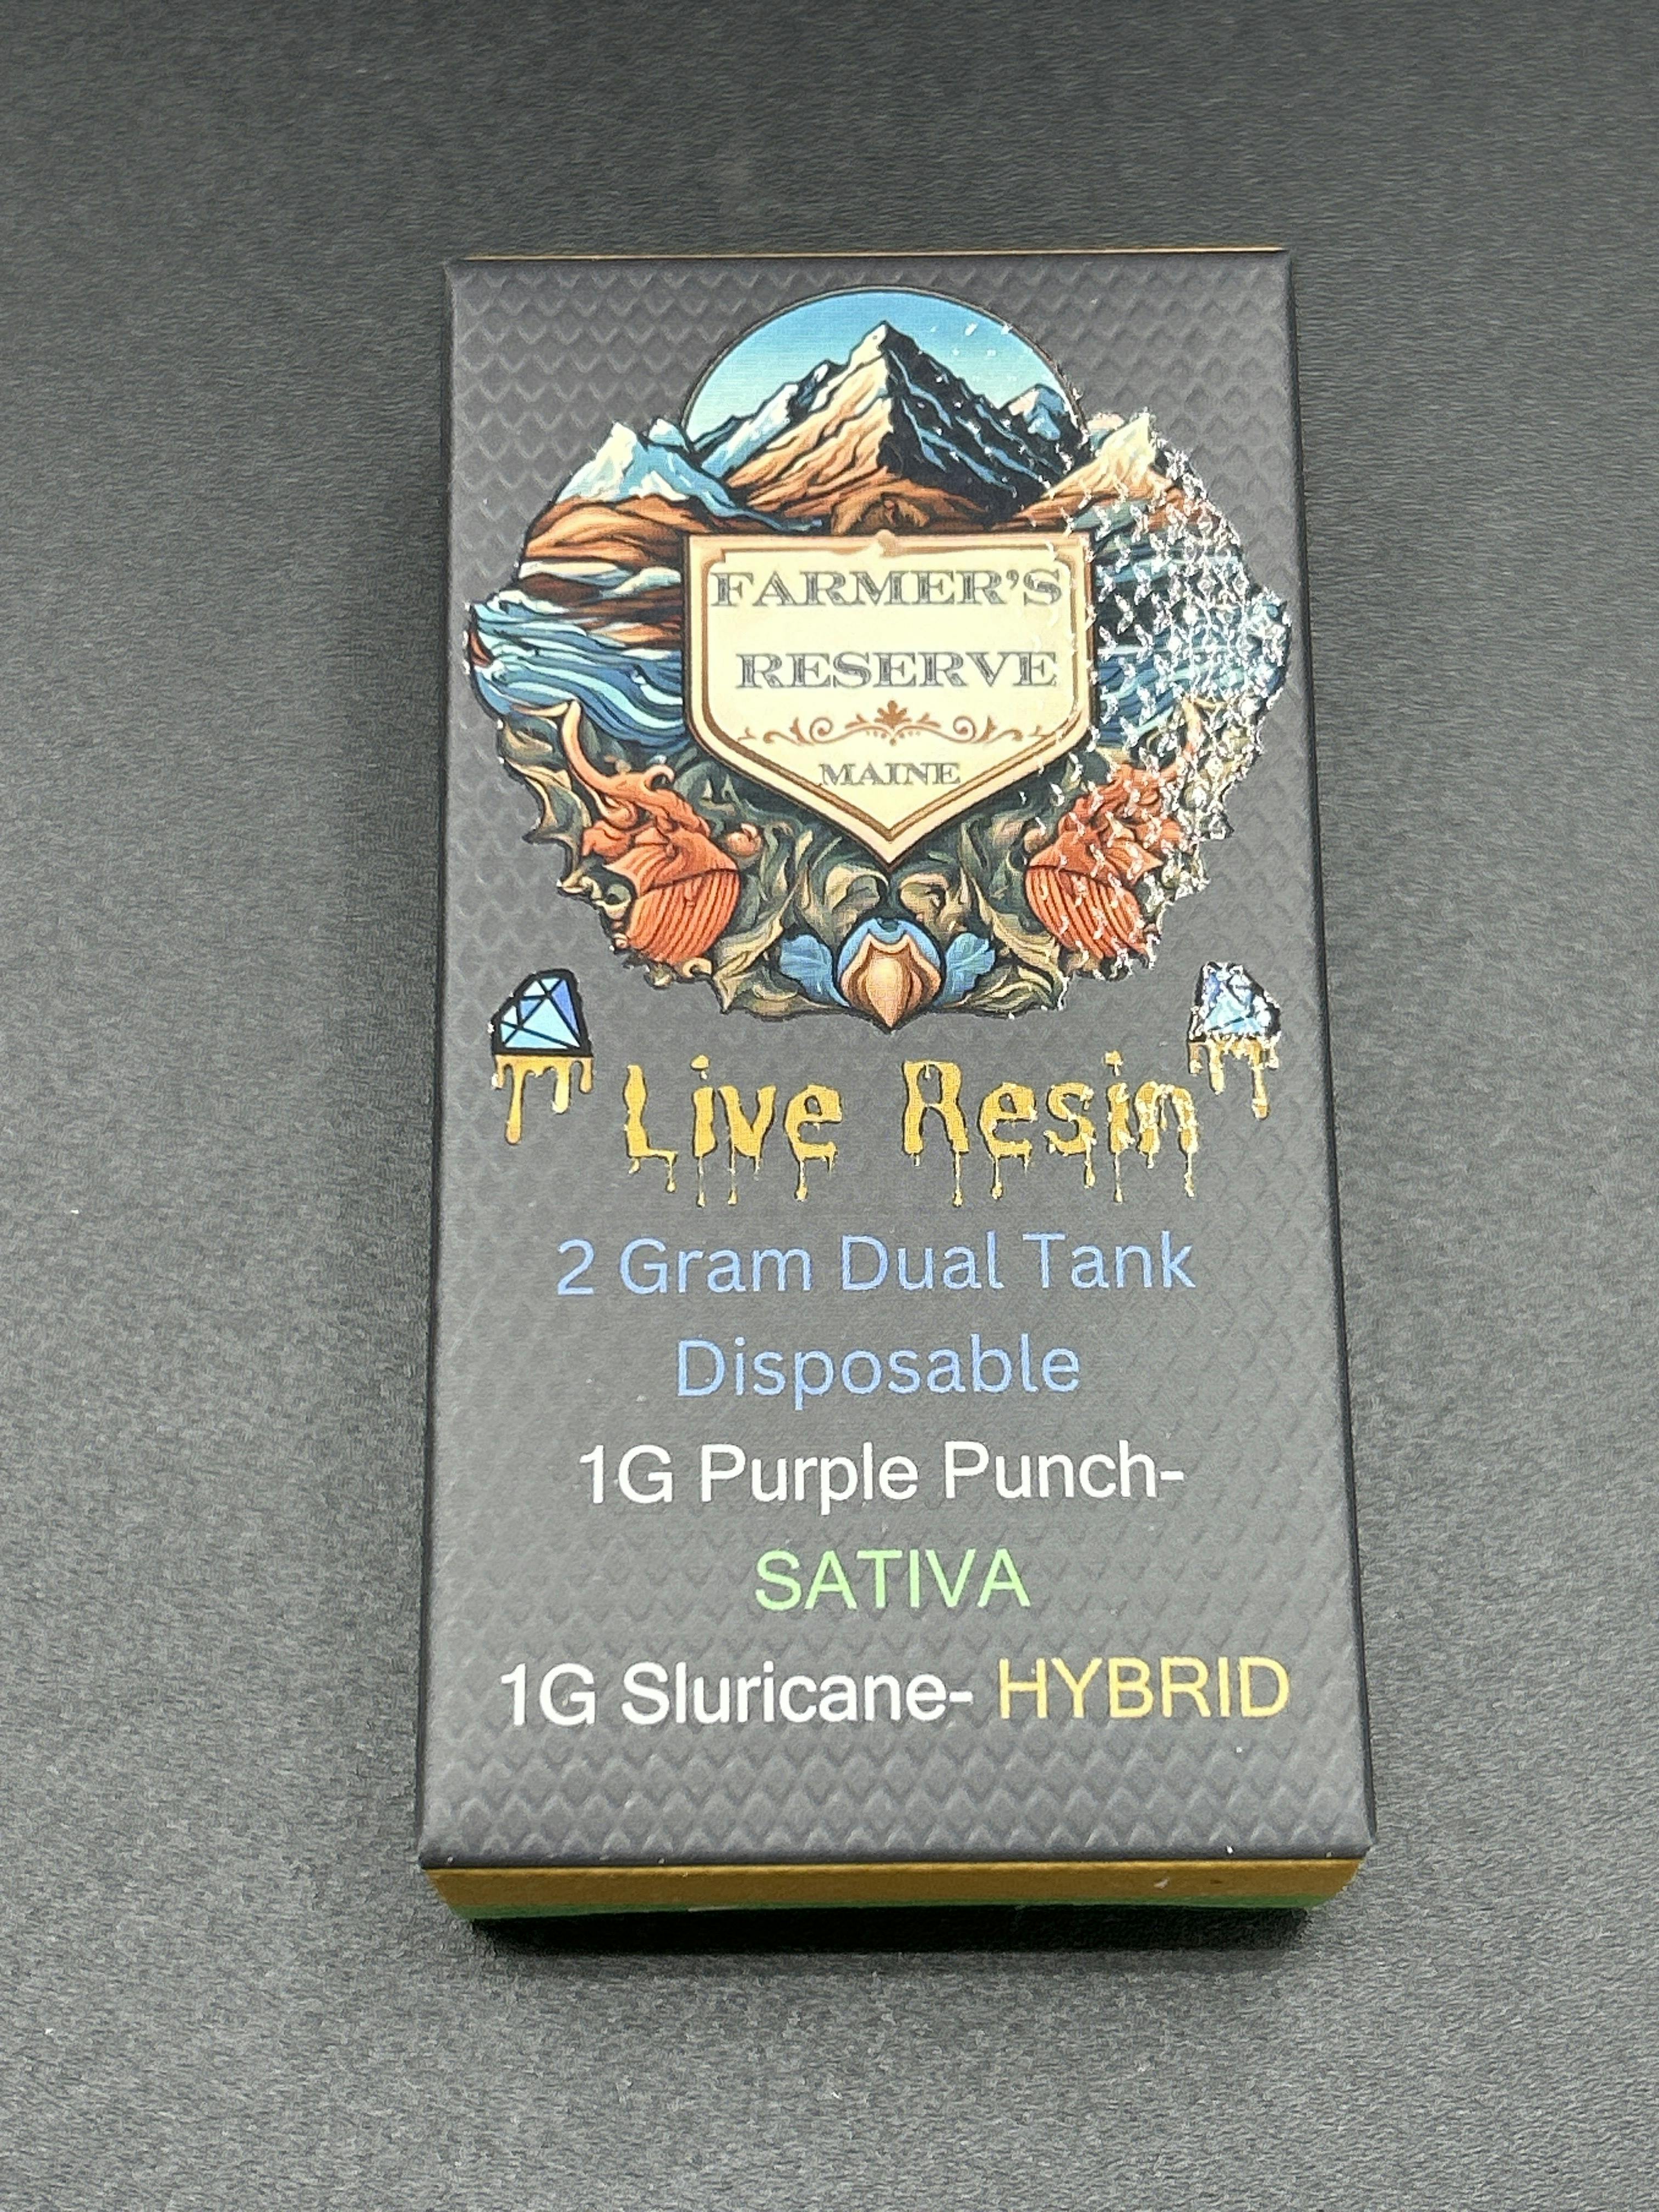 FARMER'S
RESERVE
MAINE
Live Resin
2 Gram Dual Tank
Disposable
1G Purple Punch-
SATIVA
1G Sluricane- HYBRID